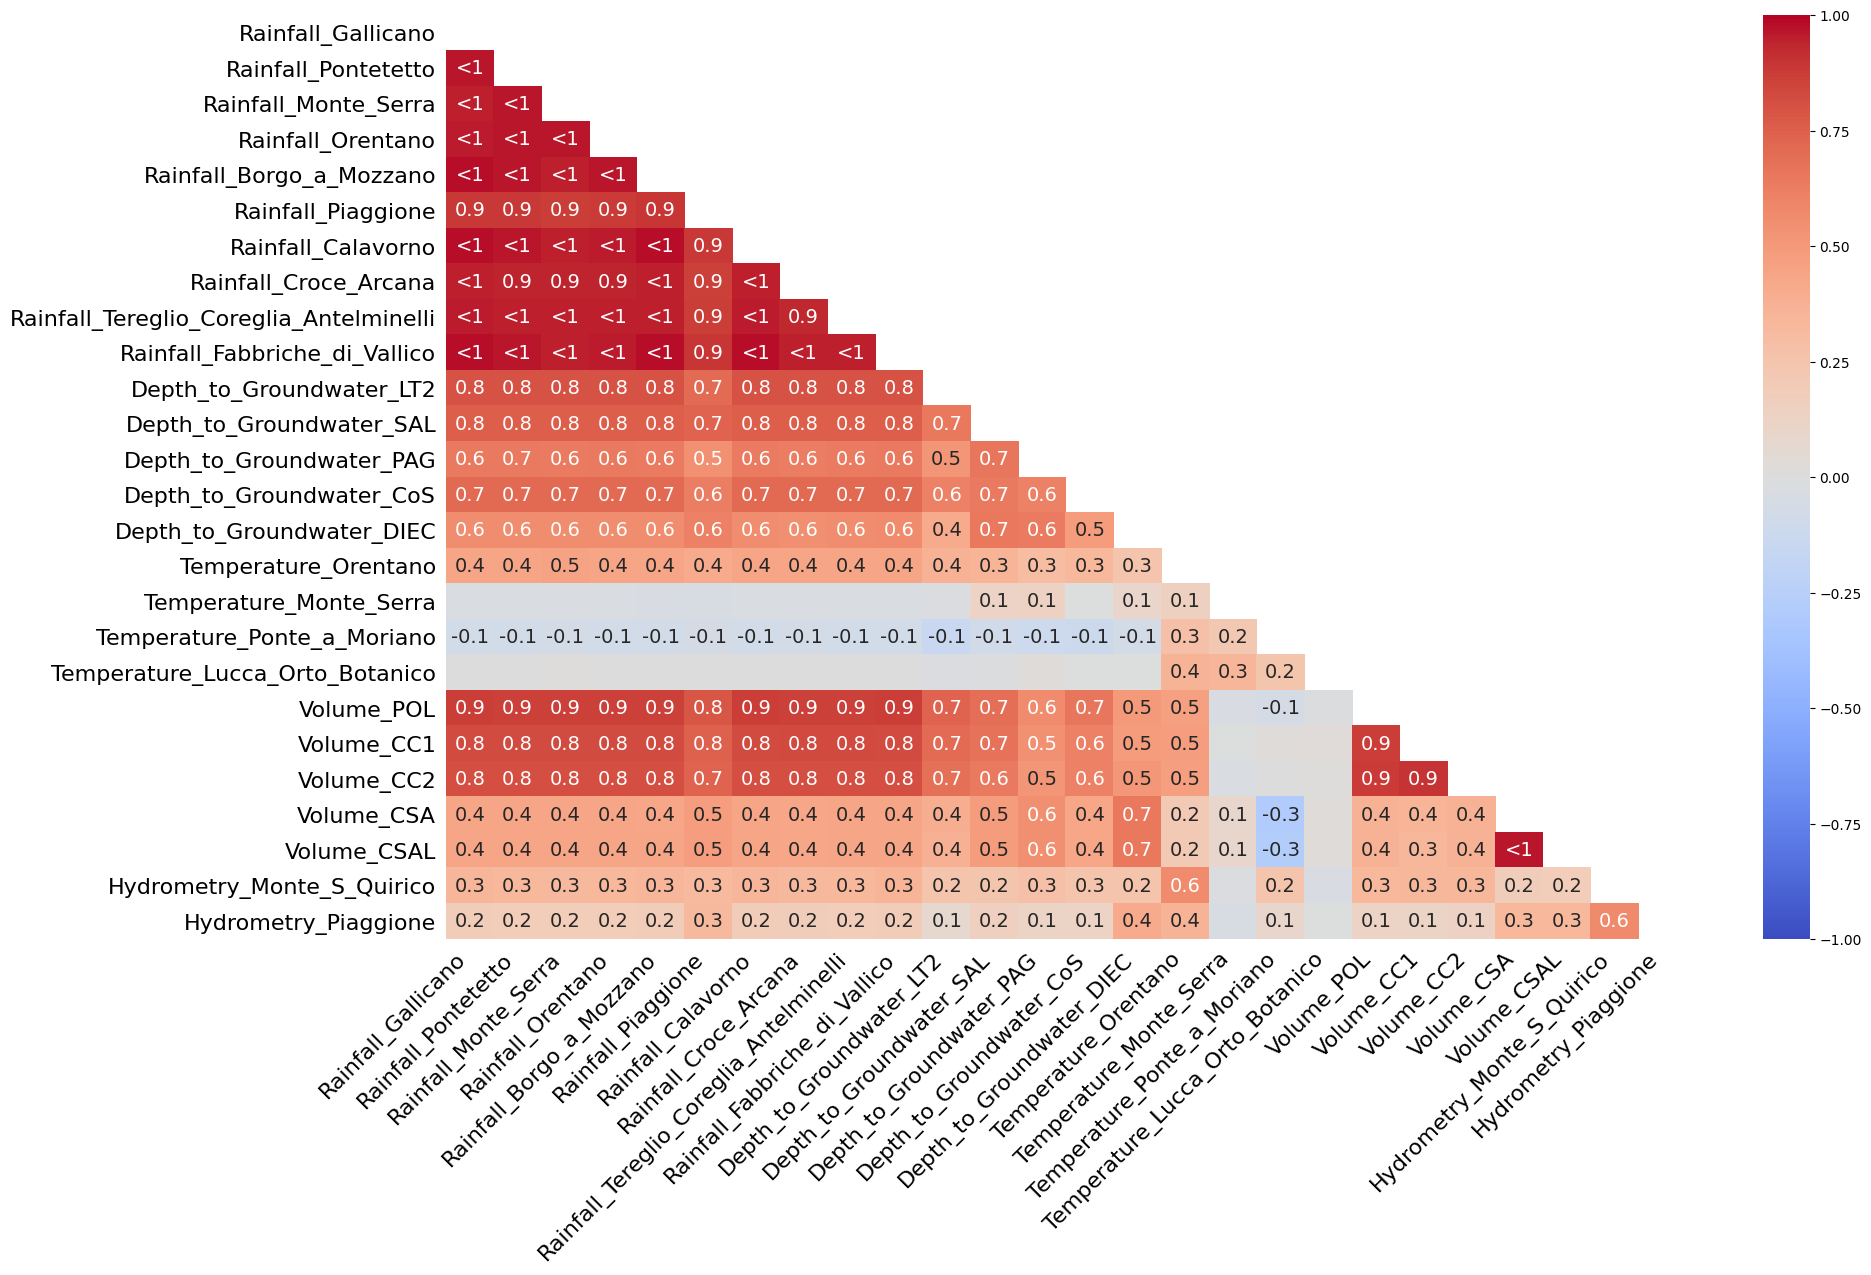 Rainfall_Gallicano
Rainfall_Pontetetto <1
Rainfall_Monte_Serra <1 <1
Rainfall_Orentano <1 <1 <1
Rainfall_Borgo_a_Mozzano <1 <1 <1 <1
Rainfall_Piaggione 0.9 0.9 0.9 0.9 0.9
Rainfall_Calavorno <1 <1 <1 <1 <1 0.9
Rainfall_Croce_Arcana <1 0.9 0.9 0.9 <1 0.9 <1
Rainfall_Tereglio_Coreglia_Antelminelli <1 <1 <1 <1 <1 0.9 <1 0.9
Rainfall_Fabbriche_di_Vallico <1 <1 <1 <1 <1 0.9 <1 <1 <1
Depth_to_Groundwater_LT2 0.8 0.8 0.8 0.8 0.8 0.7 0.8 0.8 0.8 0.8
Depth_to_Groundwater_SAL 0.8 0.8 0.8 0.8 0.8 0.7 0.8 0.8 0.8 0.8 0.7
Depth_to_Groundwater_PAG 0.6 0.7 0.6 0.6 0.6 0.5 0.6 0.6 0.6 0.6 0.5 0.7
Depth_to_Groundwater_CoS 0.7 0.7 0.7 0.7 0.7 0.6 0.7 0.7 0.7 0.7 0.6 0.7 0.6
Depth_to_Groundwater_DIEC 0.6 0.6 0.6 0.6 0.6 0.6 0.6 0.6 0.6 0.6 0.4 0.7 0.6 0.5
Temperature_Orentano 0.4 0.4 0.5 0.4 0.4 0.4 0.4 0.4 0.4 0.4 0.4 0.3 0.3 0.3 0.3
Temperature_Monte_Serra 0.1 0.1 0.1 0.1
Temperature_Ponte_a_Moriano -0.1 -0.1 -0.1 -0.1 -0.1 -0.1 -0.1 -0.1 -0.1 -0.1 -0.1 -0.1 -0.1 -0.1 -0.1 0.3 0.2
Temperature_Lucca_Orto_Botanico 0.4 0.3 0.2
Volume_POL 0.9 0.9 0.9 0.9 0.9 0.8 0.9 0.9 0.9 0.9 0.7 0.7 0.6 0.7 0.5 0.5 -0.1
Volume_CC1 0.8 0.8 0.8 0.8 0.8 0.8 0.8 0.8 0.8 0.8 0.7 0.7 0.5 0.6 0.5 0.5 0.9
Volume_CC2 0.8 0.8 0.8 0.8 0.8 0.7 0.8 0.8 0.8 0.8 0.7 0.6 0.5 0.6 0.5 0.5 0.9 0.9
Volume_CSA 0.4 0.4 0.4 0.4 0.4 0.5 0.4 0.4 0.4 0.4 0.4 0.5 0.6 0.4 0.7 0.2 0.1 -0.3 0.4 0.4 0.4
Volume_CSAL 0.4 0.4 0.4 0.4 0.4 0.5 0.4 0.4 0.4 0.4 0.4 0.5 0.6 0.4 0.7 0.2 0.1 -0.3 0.4 0.3 0.4 <1
Hydrometry_Monte_S_Quirico 0.3 0.3 0.3 0.3 0.3 0.3 0.3 0.3 0.3 0.3 0.2 0.2 0.3 0.3 0.2 0.6 0.2 0.3 0.3 0.3 0.2 0.2
Hydrometry_Piaggione 0.2 0.2 0.2 0.2 0.2 0.3 0.2 0.2 0.2 0.2 0.1 0.2 0.1 0.1 0.4 0.4 0.1 0.1 0.1 0.1 0.3 0.3 0.6
Rainfall_Gallicano
Rainfall_Pontetetto
Rainfall_Monte_Serra
Rainfall_Orentano
Rainfall_Borgo_a_Mozzano
Rainfall_Piaggione
Rainfall_Calavorno
Rainfall_Croce_Arcana
Rainfall_Tereglio_Coreglia_Antelminelli
Rainfall_Fabbriche_di_Vallico
Depth_to_Groundwater_LT2
Depth_to_Groundwater_SAL
Depth_to_Groundwater_PAG
Depth_to_Groundwater_CoS
Depth_to_Groundwater_DIEC
Temperature_Orentano
Temperature_Monte_Serra
Temperature_Ponte_a_Moriano
Temperature_Lucca_Orto_Botanico
Volume_POL
Volume_CC1
Volume_CC2
Volume_CSA
Volume_CSAL
Hydrometry_Monte_S_Quirico
Hydrometry_Piaggione
1.00
0.75
0.50
0.25
0.00
−0.25
−0.50
−0.75
−1.00